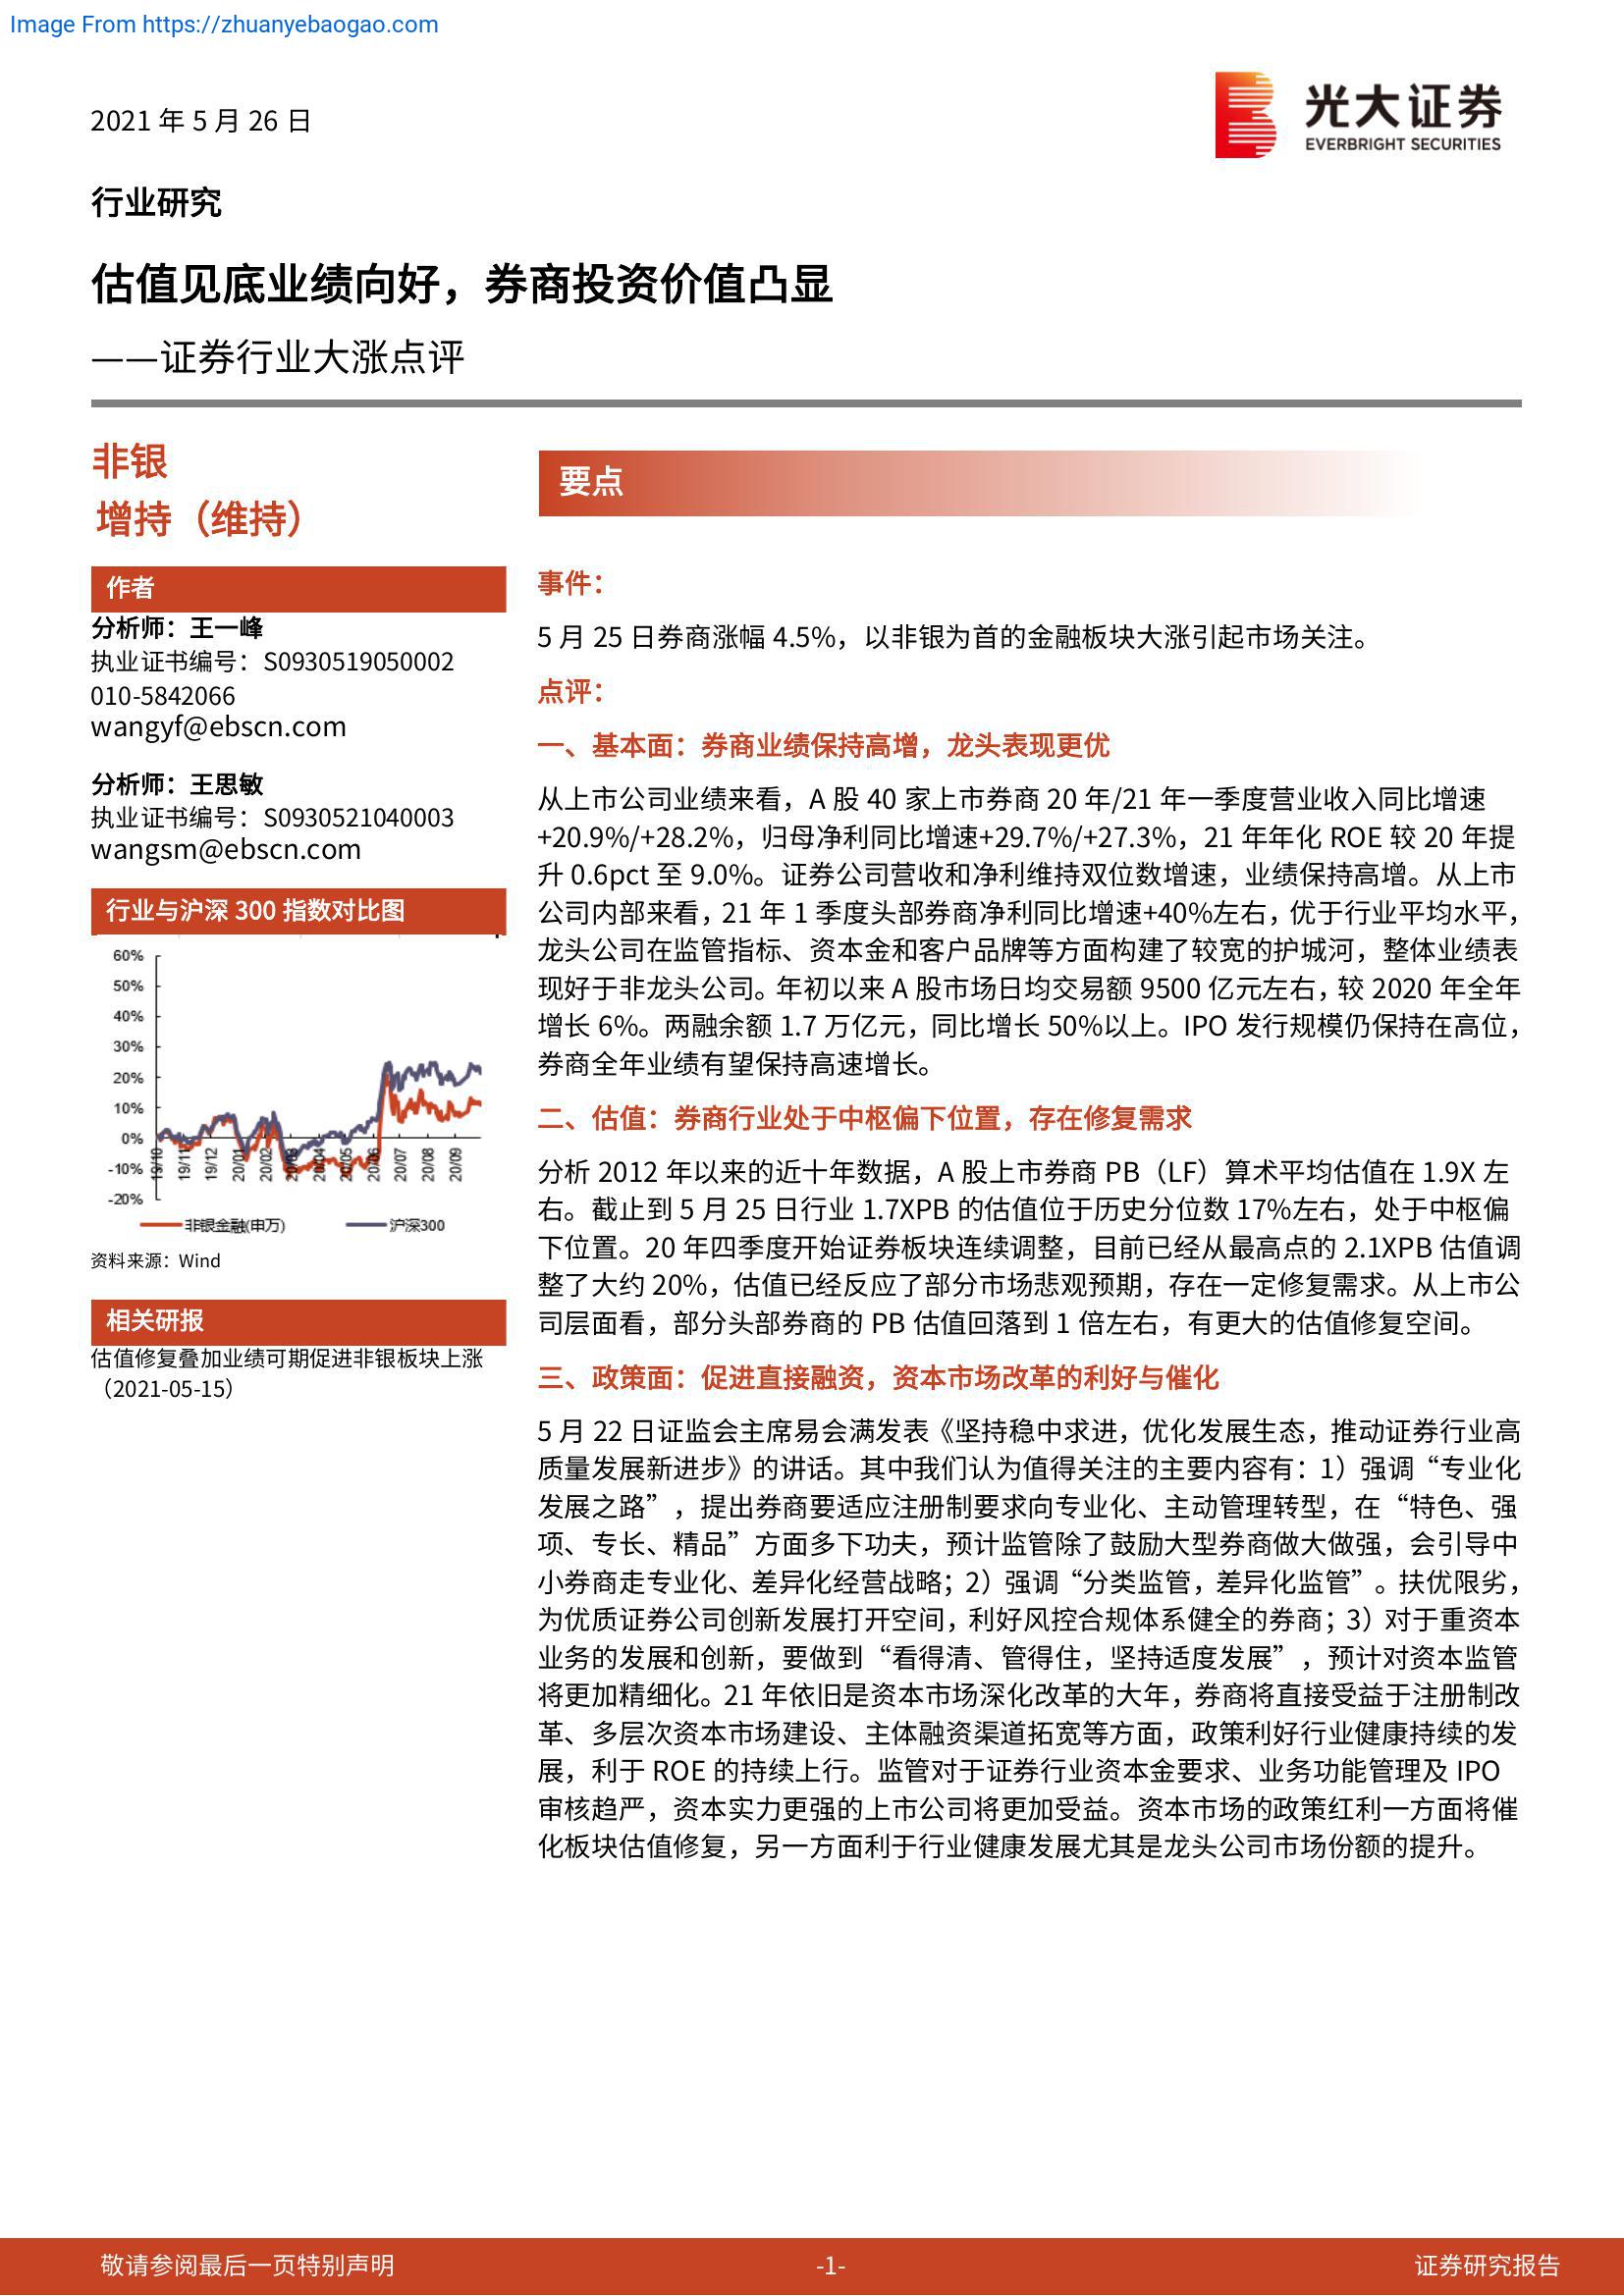 Image From https://zhuanyebaogao.com
2021 年 5 月 26 日
光大证券
EVERBRIGHT SECURITIES
行业研究
估值见底业绩向好，券商投资价值凸显
——证券行业大涨点评
非银
增持（维持）
作者
分析师：王一峰
执业证书编号：S0930519050002
010-5842066
wangyf@ebscn.com
分析师：王思敏
执业证书编号：S0930521040003
wangsm@ebscn.com
行业与沪深 300 指数对比图
60%
50%
40%
30%
20%
10%
0%
-10%
-20%
19/10 19/11 19/12 20/01 20/02 20/03 20/04 20/05 20/06 20/07 20/08 20/09
非银金融(申万) 沪深300
资料来源：Wind
相关研报
估值修复叠加业绩可期促进非银板块上涨
（2021-05-15）
要点
事件：
5 月 25 日券商涨幅 4.5%，以非银为首的金融板块大涨引起市场关注。
点评：
一、基本面：券商业绩保持高增，龙头表现更优
从上市公司业绩来看，A 股 40 家上市券商 20 年/21 年一季度营业收入同比增速
+20.9%/+28.2%，归母净利同比增速+29.7%/+27.3%，21 年年化 ROE 较 20 年提
升 0.6pct 至 9.0%。证券公司营收和净利维持双位数增速，业绩保持高增。从上市
公司内部来看，21 年 1 季度头部券商净利同比增速+40%左右，优于行业平均水平，
龙头公司在监管指标、资本金和客户品牌等方面构建了较宽的护城河，整体业绩表
现好于非龙头公司。年初以来 A 股市场日均交易额 9500 亿元左右，较 2020 年全年
增长 6%。两融余额 1.7 万亿元，同比增长 50%以上。IPO 发行规模仍保持在高位，
券商全年业绩有望保持高速增长。
二、估值：券商行业处于中枢偏下位置，存在修复需求
分析 2012 年以来的近十年数据，A 股上市券商 PB（LF）算术平均估值在 1.9X 左
右。截止到 5 月 25 日行业 1.7XPB 的估值位于历史分位数 17%左右，处于中枢偏
下位置。20 年四季度开始证券板块连续调整，目前已经从最高点的 2.1XPB 估值调
整了大约 20%，估值已经反应了部分市场悲观预期，存在一定修复需求。从上市公
司层面看，部分头部券商的 PB 估值回落到 1 倍左右，有更大的估值修复空间。
三、政策面：促进直接融资，资本市场改革的利好与催化
5 月 22 日证监会主席易会满发表《坚持稳中求进，优化发展生态，推动证券行业高
质量发展新进步》的讲话。其中我们认为值得关注的主要内容有：1）强调“专业化
发展之路”，提出券商要适应注册制要求向专业化、主动管理转型，在“特色、强
项、专长、精品”方面多下功夫，预计监管除了鼓励大型券商做大做强，会引导中
小券商走专业化、差异化经营战略；2）强调“分类监管，差异化监管”。扶优限劣，
为优质证券公司创新发展打开空间，利好风控合规体系健全的券商；3）对于重资本
业务的发展和创新，要做到“看得清、管得住，坚持适度发展”，预计对资本监管
将更加精细化。21 年依旧是资本市场深化改革的大年，券商将直接受益于注册制改
革、多层次资本市场建设、主体融资渠道拓宽等方面，政策利好行业健康持续的发
展，利于 ROE 的持续上行。监管对于证券行业资本金要求、业务功能管理及 IPO
审核趋严，资本实力更强的上市公司将更加受益。资本市场的政策红利一方面将催
化板块估值修复，另一方面利于行业健康发展尤其是龙头公司市场份额的提升。
敬请参阅最后一页特别声明
-1-
证券研究报告